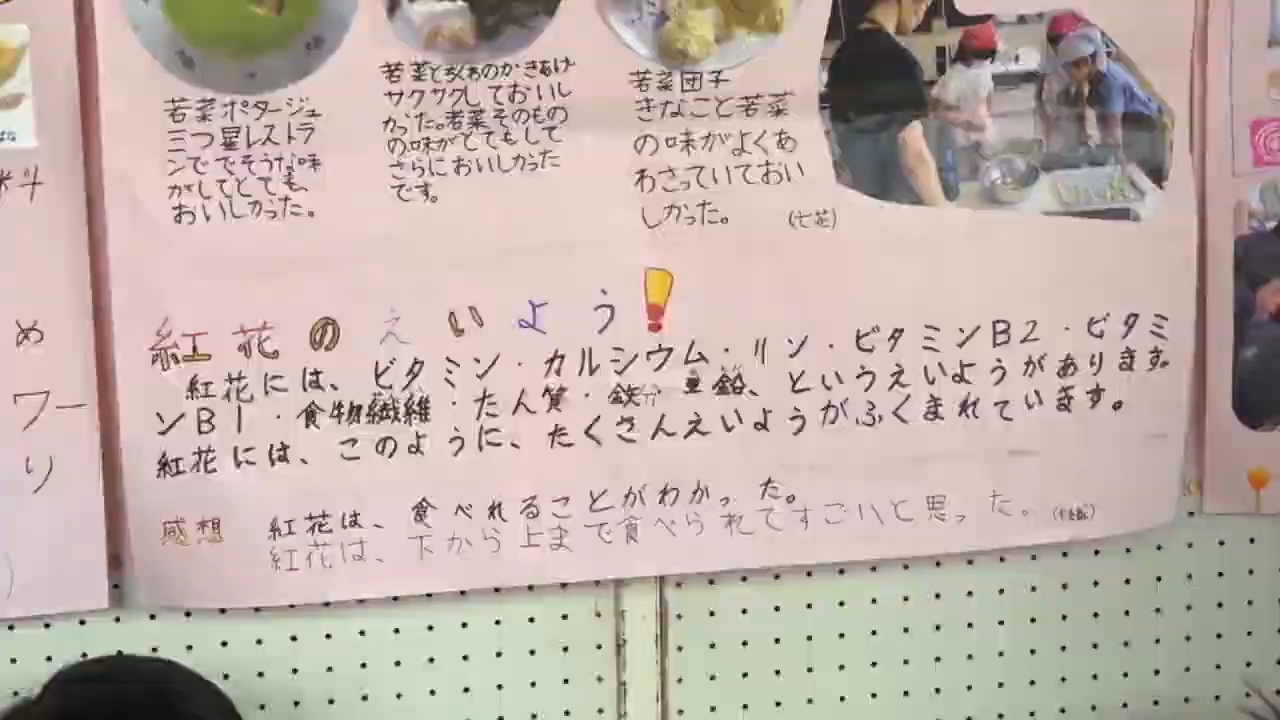 若菜ポタージュ
三つ星レストラ
ンででそうな味
がしてとても、
おいしかった。
若菜と
のかきあげ
サクサクしておいし
かった。若菜そのもの
の味がとてもして
さらにおいしかった
です。
若菜団子
きなこと若菜
の味がよくあ
わさっていておい
しかった。
紅花のえいよう!
紅花には、ビタミン・カルシウム・リン・ビタミンB2・ビタミ
ンB1・食物繊維・たん質・鉄分 亜鉛、というえいようがあります。
紅花には、このように、たくさんえいようがふくまれています。
感想
紅花は、食べれることがわかった。
紅花は、下から上まで食べられてすごいと思った。
め
ワー
り